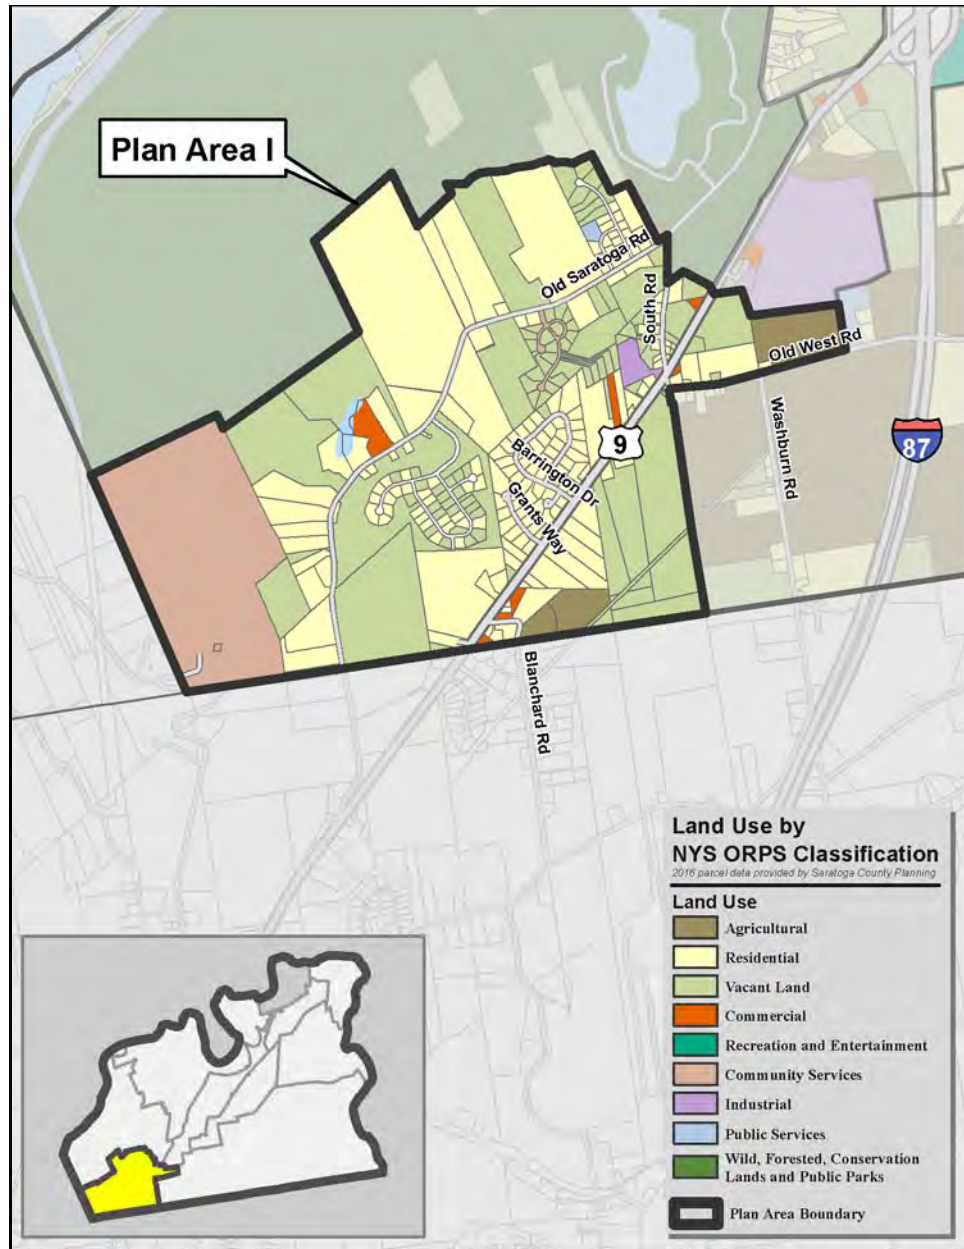 Plan Area I
Old Saratoga Rd
South Rd
Old West Rd
Washburn Rd
9
87
Barrington Dr
Grants Way
Blanchard Rd
Land Use by
NYS ORPS Classification
2016 parcel data provided by Saratoga County Planning
Land Use
Agricultural
Residential
Vacant Land
Commercial
Recreation and Entertainment
Community Services
Industrial
Public Services
Wild, Forested, Conservation
Lands and Public Parks
Plan Area Boundary